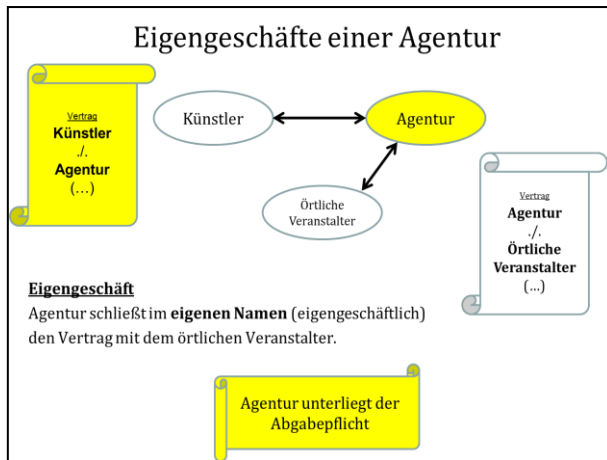 Eigengeschäfte einer Agentur
Vertrag
Künstler
./.
Agentur
(…)
Künstler
Agentur
Örtliche
Veranstalter
Vertrag
Agentur
./.
Örtliche
Veranstalter
(...)
Eigengeschäft
Agentur schließt im eigenen Namen (eigengeschäftlich)
den Vertrag mit dem örtlichen Veranstalter.
Agentur unterliegt der
Abgabepflicht